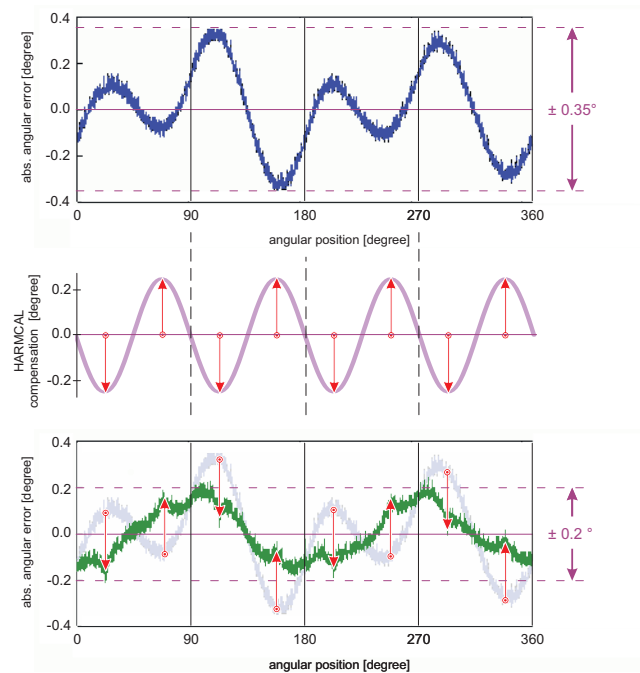 abs. angular error [degree]
0.4
0.2
0.0
-0.2
-0.4
± 0.35°
0 90 180 270 360
angular position [degree]
HARMCAL
compensation [degree]
0.2
0.0
-0.2
abs. angular error [degree]
0.4
0.2
0.0
-0.2
-0.4
± 0.2 °
0 90 180 270 360
angular position [degree]